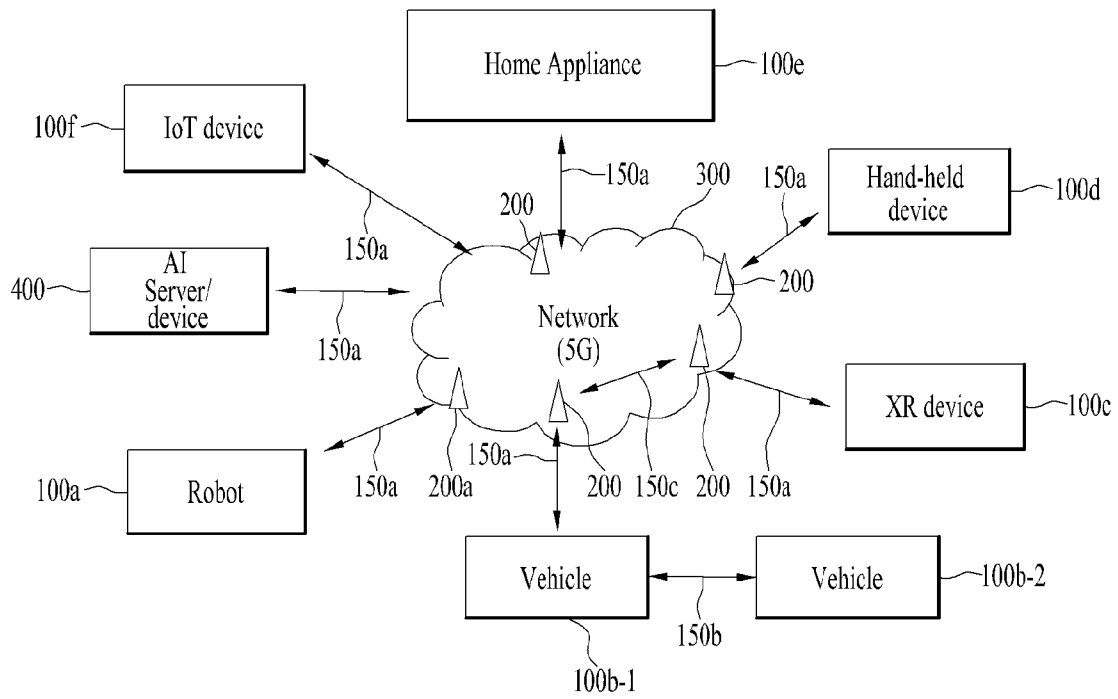 Home Appliance
100e
100f
IoT device
150a
300
150a
Hand-held
device
100d
200
150a
200
400
AI
Server/
device
150a
Network
(5G)
XR device
100c
150a
100a
Robot
150a
200a
200
150c
200
150a
Vehicle
Vehicle
100b-2
150b
100b-1